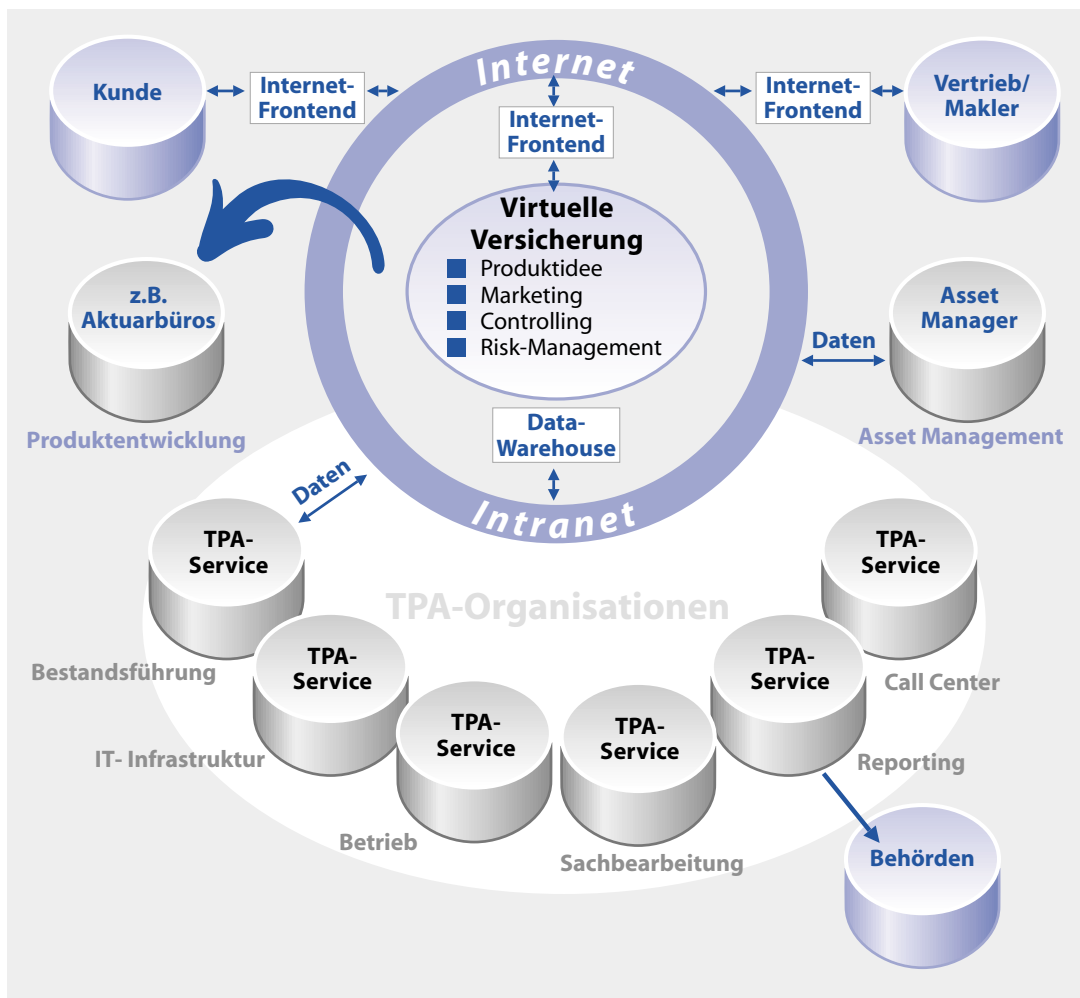 Internet
Kunde
Internet-
Frontend
Internet-
Frontend
Internet-
Frontend
Vertrieb/
Makler
Virtuelle
Versicherung
Produktidee
Marketing
Controlling
Risk-Management
z.B.
Aktuarbüros
Produktentwicklung
Asset
Manager
Daten
Asset Management
Data-
Warehouse
Intranet
Daten
TPA-Organisationen
TPA-
Service
Bestandsführung
TPA-
Service
IT- Infrastruktur
TPA-
Service
Betrieb
TPA-
Service
Sachbearbeitung
TPA-
Service
Reporting
TPA-
Service
Call Center
Behörden